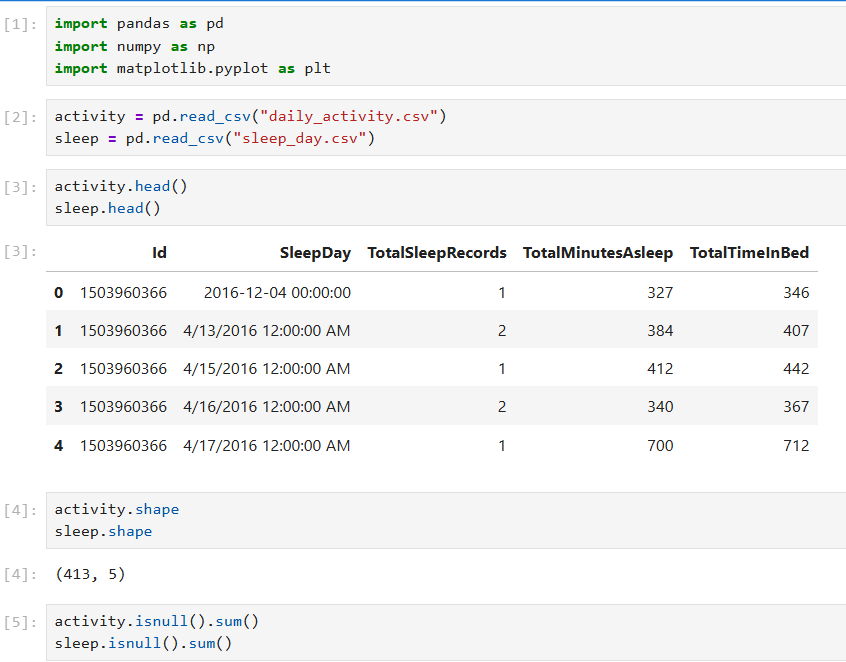 [1]: import pandas as pd
import numpy as np
import matplotlib.pyplot as plt
[2]: activity = pd.read_csv("daily_activity.csv")
sleep = pd.read_csv("sleep_day.csv")
[3]: activity.head()
sleep.head()
[3]: Id SleepDay TotalSleepRecords TotalMinutesAsleep TotalTimeInBed
0 1503960366 2016-12-04 00:00:00 1 327 346
1 1503960366 4/13/2016 12:00:00 AM 2 384 407
2 1503960366 4/15/2016 12:00:00 AM 1 412 442
3 1503960366 4/16/2016 12:00:00 AM 2 340 367
4 1503960366 4/17/2016 12:00:00 AM 1 700 712
[4]: activity.shape
sleep.shape
[4]: (413, 5)
[5]: activity.isnull().sum()
sleep.isnull().sum()